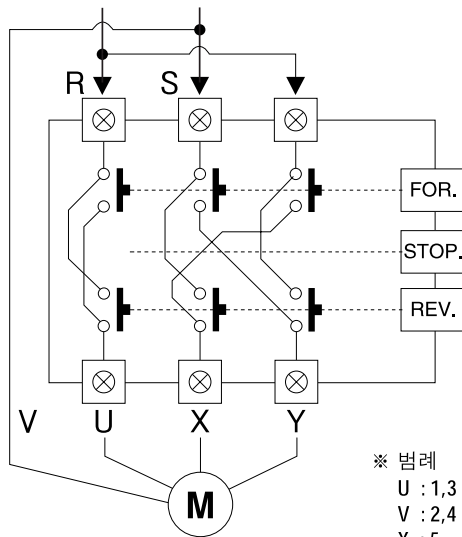 R S
FOR.
STOP.
REV.
V U X Y
M
※ 범례
U : 1,3
V : 2,4